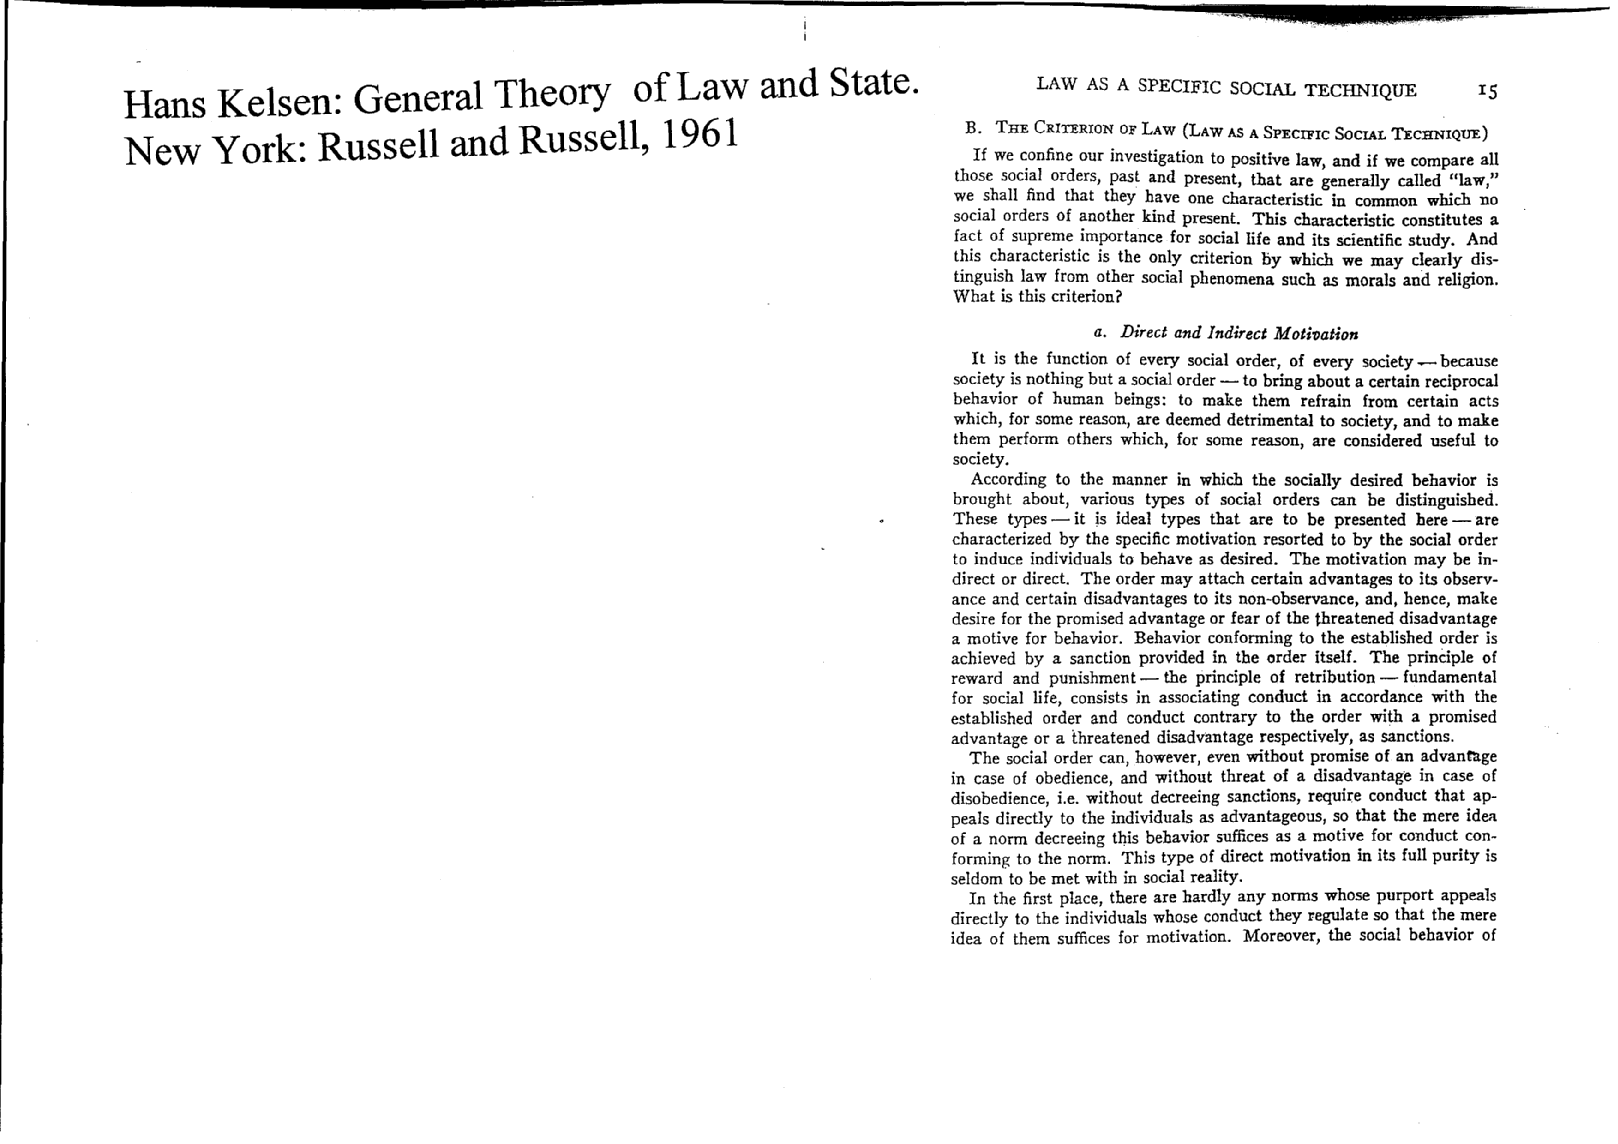 Hans Kelsen: General Theory of Law and State.
New York: Russell and Russell, 1961
LAW AS A SPECIFIC SOCIAL TECHNIQUE 15
B. THE CRITERION OF LAW (LAW AS A SPECIFIC SOCIAL TECHNIQUE)
If we confine our investigation to positive law, and if we compare all
those social orders, past and present, that are generally called “law,”
we shall find that they have one characteristic in common which no
social orders of another kind present. This characteristic constitutes a
fact of supreme importance for social life and its scientific study. And
this characteristic is the only criterion by which we may clearly dis-
tinguish law from other social phenomena such as morals and religion.
What is this criterion?
a. Direct and Indirect Motivation
It is the function of every social order, of every society — because
society is nothing but a social order — to bring about a certain reciprocal
behavior of human beings: to make them refrain from certain acts
which, for some reason, are deemed detrimental to society, and to make
them perform others which, for some reason, are considered useful to
society.
According to the manner in which the socially desired behavior is
brought about, various types of social orders can be distinguished.
These types — it is ideal types that are to be presented here — are
characterized by the specific motivation resorted to by the social order
to induce individuals to behave as desired. The motivation may be in-
direct or direct. The order may attach certain advantages to its observ-
ance and certain disadvantages to its non-observance, and, hence, make
desire for the promised advantage or fear of the threatened disadvantage
a motive for behavior. Behavior conforming to the established order is
achieved by a sanction provided in the order itself. The principle of
reward and punishment — the principle of retribution — fundamental
for social life, consists in associating conduct in accordance with the
established order and conduct contrary to the order with a promised
advantage or a threatened disadvantage respectively, as sanctions.
The social order can, however, even without promise of an advantage
in case of obedience, and without threat of a disadvantage in case of
disobedience, i.e. without decreeing sanctions, require conduct that ap-
peals directly to the individuals as advantageous, so that the mere idea
of a norm decreeing this behavior suffices as a motive for conduct con-
forming to the norm. This type of direct motivation in its full purity is
seldom to be met with in social reality.
In the first place, there are hardly any norms whose purport appeals
directly to the individuals whose conduct they regulate so that the mere
idea of them suffices for motivation. Moreover, the social behavior of